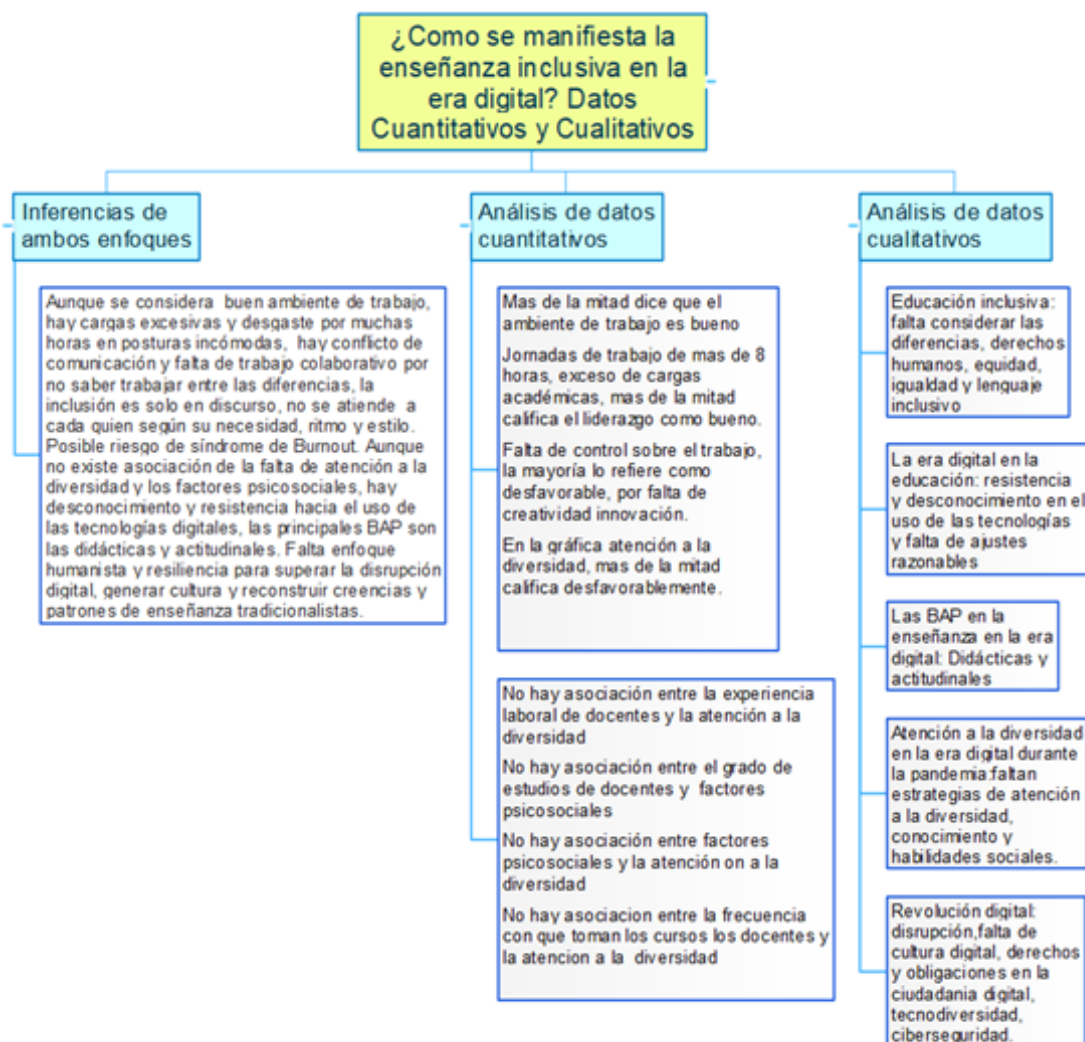 ¿Como se manifiesta la
enseñanza inclusiva en la
era digital? Datos
Cuantitativos y Cualitativos
Inferencias de
ambos enfoques
Aunque se considera buen ambiente de trabajo,
hay cargas excesivas y desgaste por muchas
horas en posturas incómodas, hay conflicto de
comunicación y falta de trabajo colaborativo por
no saber trabajar entre las diferencias, la
inclusión es solo en discurso, no se atiende a
cada quien según su necesidad, ritmo y estilo.
Posible riesgo de síndrome de Burnout. Aunque
no existe asociación de la falta de atención a la
diversidad y los factores psicosociales, hay
desconocimiento y resistencia hacia el uso de
las tecnologías digitales, las principales BAP son
las didácticas y actitudinales. Falta enfoque
humanista y resiliencia para superar la disrupción
digital, generar cultura y reconstruir creencias y
patrones de enseñanza tradicionalistas.
Análisis de datos
cuantitativos
Mas de la mitad dice que el
ambiente de trabajo es bueno
Jornadas de trabajo de mas de 8
horas, exceso de cargas
académicas, mas de la mitad
califica el liderazgo como bueno.
Falta de control sobre el trabajo,
la mayoría lo refiere como
desfavorable, por falta de
creatividad innovación.
En la gráfica atención a la
diversidad, mas de la mitad
califica desfavorablemente.
No hay asociación entre la experiencia
laboral de docentes y la atención a la
diversidad
No hay asociación entre el grado de
estudios de docentes y factores
psicosociales
No hay asociación entre factores
psicosociales y la atención on a la
diversidad
No hay asociacion entre la frecuencia
con que toman los cursos los docentes y
la atencion a la diversidad
Análisis de datos
cualitativos
Educación inclusiva:
falta considerar las
diferencias, derechos
humanos, equidad,
igualdad y lenguaje
inclusivo
La era digital en la
educación: resistencia
y desconocimiento en el
uso de las tecnologías
y falta de ajustes
razonables
Las BAP en la
enseñanza en la era
digital: Didácticas y
actitudinales
Atención a la diversidad
en la era digital durante
la pandemia:faltan
estrategias de atención
a la diversidad,
conocimiento y
habilidades sociales.
Revolución digital:
disrupción,falta de
cultura digital, derechos
y obligaciones en la
ciudadania digital,
tecnodiversidad,
ciberseguridad.